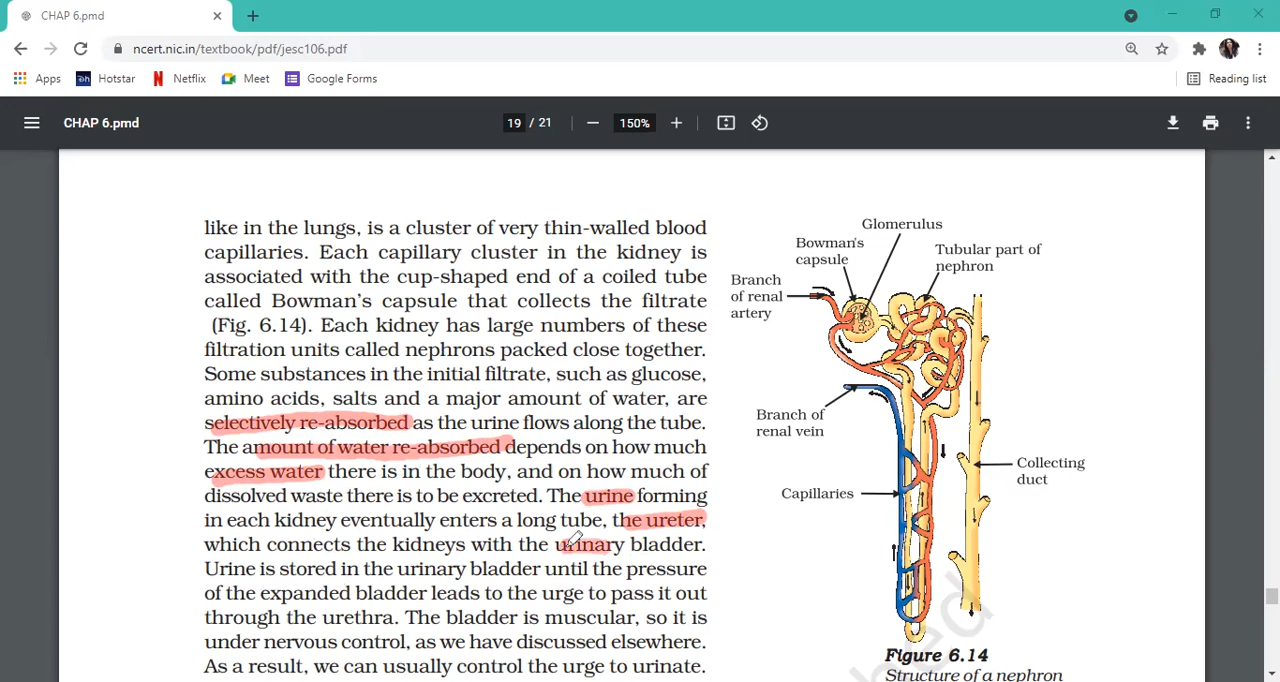 CHAP 6.pmd
ncert.nic.in/textbook/pdf/jesc106.pdf
Apps
Hotstar
Netflix
Meet
Google Forms
Reading list
CHAP 6.pmd
19 / 21
150%
like in the lungs, is a cluster of very thin-walled blood
capillaries. Each capillary cluster in the kidney is
associated with the cup-shaped end of a coiled tube
called Bowman's capsule that collects the filtrate
(Fig. 6.14). Each kidney has large numbers of these
filtration units called nephrons packed close together.
Some substances in the initial filtrate, such as glucose,
amino acids, salts and a major amount of water, are
selectively re-absorbed as the urine flows along the tube.
The amount of water re-absorbed depends on how much
excess water there is in the body, and on how much of
dissolved waste there is to be excreted. The urine forming
in each kidney eventually enters a long tube, the ureter,
which connects the kidneys with the urinary bladder.
Urine is stored in the urinary bladder until the pressure
of the expanded bladder leads to the urge to pass it out
through the urethra. The bladder is muscular, so it is
under nervous control, as we have discussed elsewhere.
As a result, we can usually control the urge to urinate.
Glomerulus
Bowman's
capsule
Tubular part of
nephron
Branch
of renal
artery
Branch of
renal vein
Collecting
duct
Capillaries
Figure 6.14
Structure of a nephron